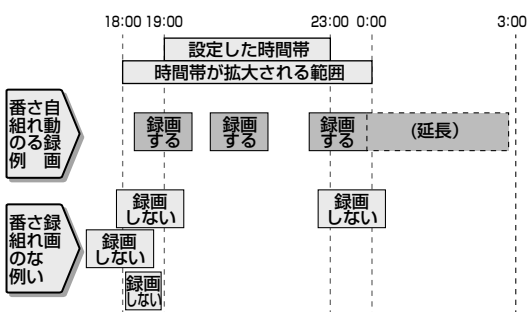 18:00 19:00 23:00 0:00 3:00
設定した時間帯
時間帯が拡大される範囲
自動録画
される
番組の例
録画
する
録画
する
録画
する
(延長)
録画されない
番組の例
録画
しない
録画
しない
録画
しない
録画
しない